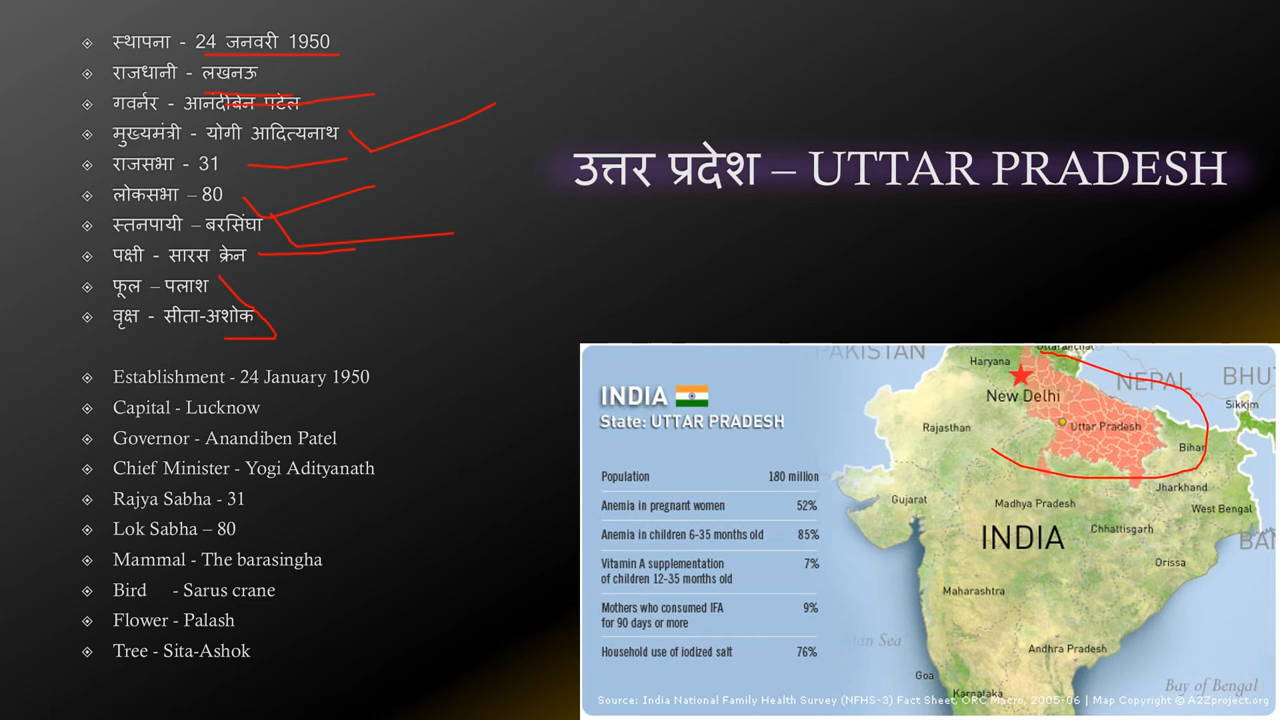 स्थापना - 24 जनवरी 1950
राजधानी - लखनऊ
गवर्नर - आनंदीबेन पटेल
मुख्यमंत्री - योगी आदित्यनाथ
राजसभा - 31
लोकसभा – 80
स्तनपायी – बरसिंघा
पक्षी - सारस क्रेन
फूल – पलाश
वृक्ष - सीता-अशोक
Establishment - 24 January 1950
Capital - Lucknow
Governor - Anandiben Patel
Chief Minister - Yogi Adityanath
Rajya Sabha - 31
Lok Sabha – 80
Mammal - The barasingha
Bird - Sarus crane
Flower - Palash
Tree - Sita-Ashok
उत्तर प्रदेश – UTTAR PRADESH
INDIA
State: UTTAR PRADESH
Population 180 million
Anemia in pregnant women 52%
Anemia in children 6-35 months old 85%
Vitamin A supplementation
of children 12-35 months old 7%
Mothers who consumed IFA
for 90 days or more 9%
Household use of iodized salt 76%
PAKISTAN
Uttaranchal
Haryana
NEPAL
BHU
New Delhi
Sikkim
Rajasthan
Uttar Pradesh
Bihar
Jharkhand
Gujarat
Madhya Pradesh
West Bengal
INDIA
Chhattisgarh
BAN
Orissa
Maharashtra
Andhra Pradesh
Goa
Bay of Bengal
Karnataka
Source: India National Family Health Survey (NFHS-3) Fact Sheet, ORC Macro, 2005-06 | Map Copyright © A2Zproject.org